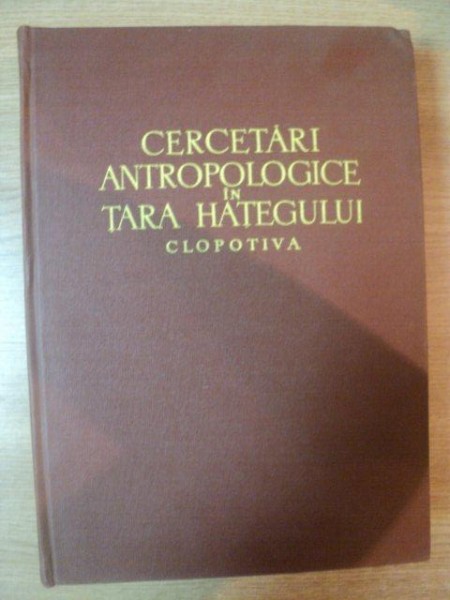 CERCETĂRI
ANTROPOLOGICE
ÎN
ȚARA HAȚEGULUI
CLOPOTIVA